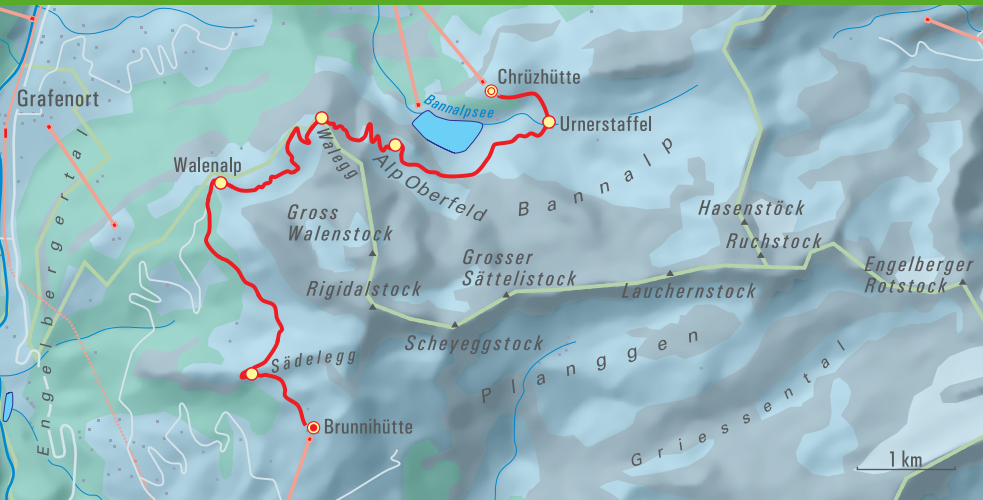 Chrüzhütte
Bannalpsee
Grafenort
Urnerstaffel
Walegg
Walenalp
Alp Oberfeld
Bannalp
Engelbergertal
Gross
Walenstock
Hasenstöck
Ruchstock
Grosser
Sättelistock
Engelberger
Rotstock
Rigidalstock
Lauchernstock
Scheyeggstock
Planggen
Sädelegg
Griessental
Brunnihütte
1 km